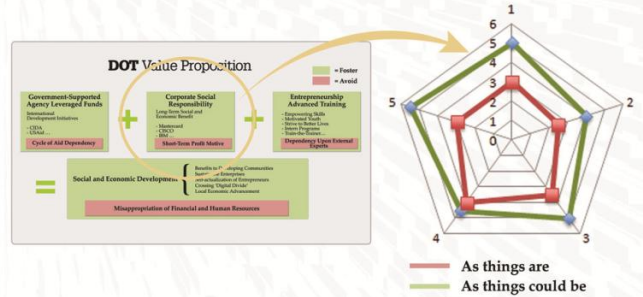 DOT Value Proposition
= Foster
= Avoid
Government-Supported
Agency Leveraged Funds
International
Development Initiatives
- CIDA
- USAid ...
Cycle of Aid Dependency
+
Corporate Social
Responsibility
Long-Term Social and
Economic Benefit
- Mastercard
- CISCO
- IBM ...
Short-Term Profit Motive
+
Entrepreneurship
Advanced Training
- Empowering Skills
- Motivated Youth
- Strive to Better Lives
- Intern Programs
- Train-the-Trainer ...
Dependency Upon External
Experts
=
Social and Economic Development
Benefits to Developing Communities
Enterprises
of Entrepreneurs
Crossing 'Digital Divide'
Local Economic Advancement
Misappropriation of Financial and Human Resources
1
6
5
4
3
2
1
0
2
3
4
5
As things are
As things could be